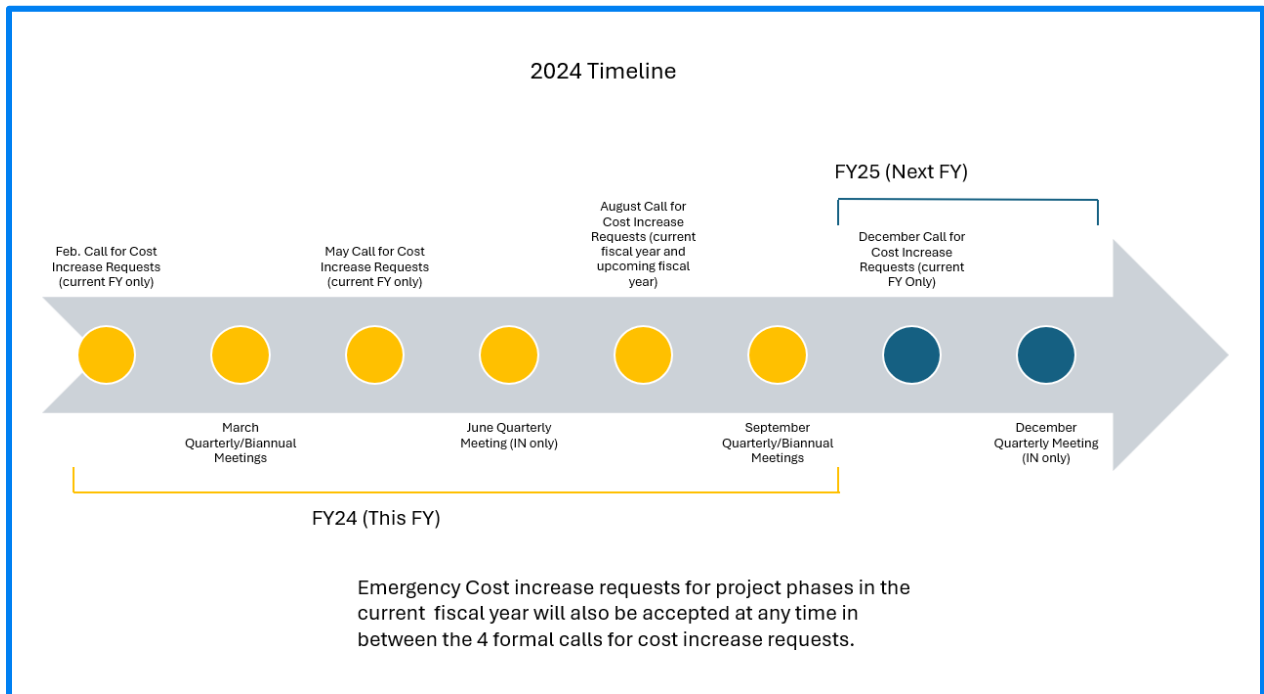 2024 Timeline
FY25 (Next FY)
Feb. Call for Cost
Increase Requests
(current FY only)
May Call for Cost
Increase Requests
(current FY only)
August Call for
Cost Increase
Requests (current
fiscal year and
upcoming fiscal
year)
December Call for
Cost Increase
Requests (current
FY Only)
March
Quarterly/Biannual
Meetings
June Quarterly
Meeting (IN only)
September
Quarterly/Biannual
Meetings
December
Quarterly Meeting
(IN only)
FY24 (This FY)
Emergency Cost increase requests for project phases in the
current fiscal year will also be accepted at any time in
between the 4 formal calls for cost increase requests.